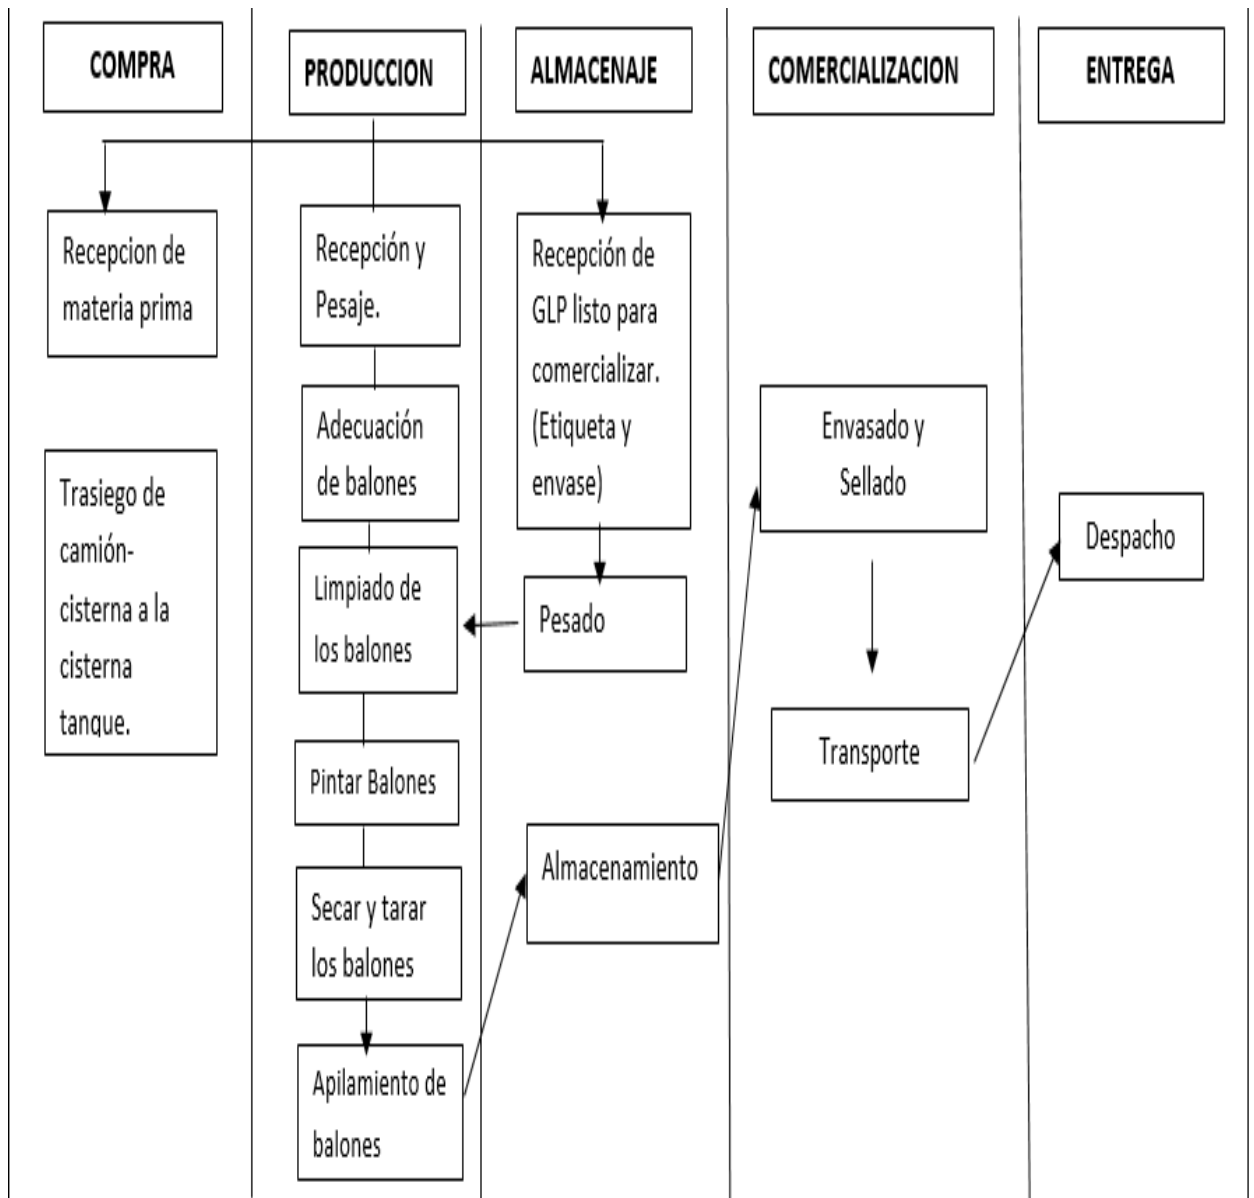 COMPRA
PRODUCCION
ALMACENAJE
COMERCIALIZACION
ENTREGA
Recepcion de
materia prima
Trasiego de
camión-
cisterna a la
cisterna
tanque.
Recepción y
Pesaje.
Adecuación
de balones
Limpiado de
los balones
Pintar Balones
Secar y tarar
los balones
Apilamiento de
balones
Recepción de
GLP listo para
comercializar.
(Etiqueta y
envase)
Pesado
Almacenamiento
Envasado y
Sellado
Transporte
Despacho